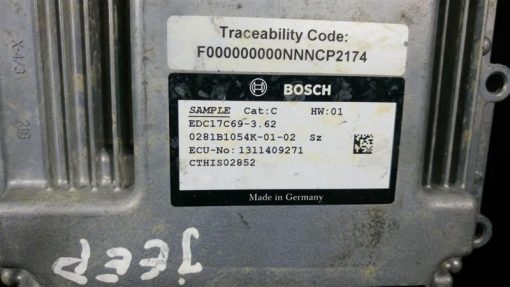 Traceability Code:
F000000000NNNCP2174
BOSCH
SAMPLE Cat:C HW:01
EDC17C69-3.62
0281B1054K-01-02 Sz
ECU-No: 1311409271
CTHIS02852
Made in Germany
JEEP